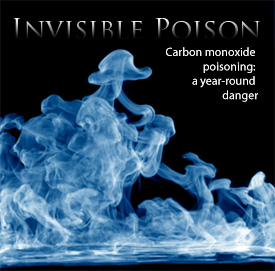 INVISIBLE POISON
Carbon monoxide
poisoning:
a year-round
danger